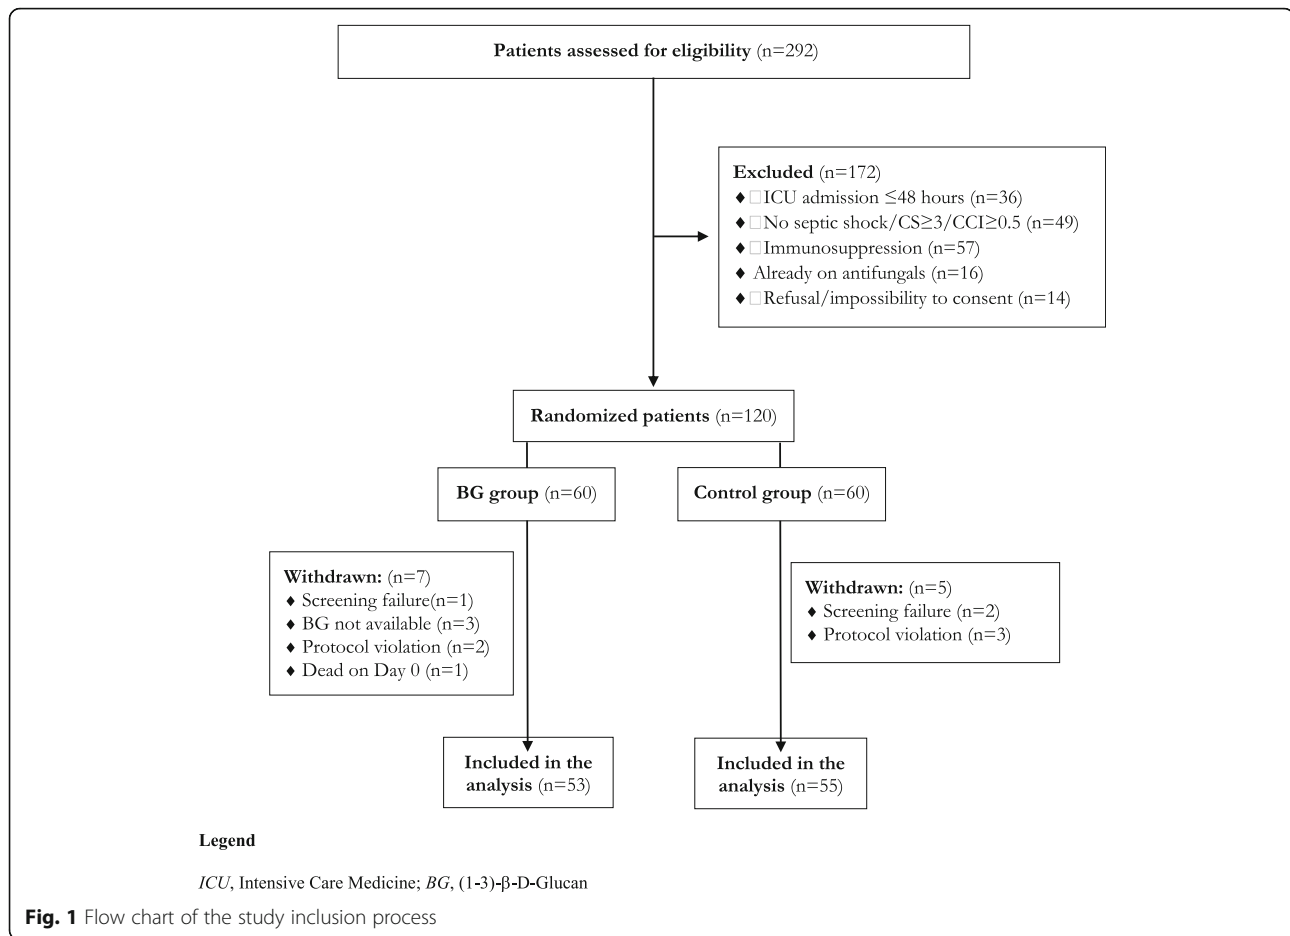 Patients assessed for eligibility (n=292)
Excluded (n=172)
♦ □ICU admission ≤48 hours (n=36)
♦ □No septic shock/CS≥3/CCI≥0.5 (n=49)
♦ □Immunosuppression (n=57)
♦ Already on antifungals (n=16)
♦ □Refusal/impossibility to consent (n=14)
Randomized patients (n=120)
BG group (n=60)
Control group (n=60)
Withdrawn: (n=7)
♦ Screening failure(n=1)
♦ BG not available (n=3)
♦ Protocol violation (n=2)
♦ Dead on Day 0 (n=1)
Withdrawn: (n=5)
♦ Screening failure (n=2)
♦ Protocol violation (n=3)
Included in the
analysis (n=53)
Included in the
analysis (n=55)
Legend
ICU, Intensive Care Medicine; BG, (1-3)-β-D-Glucan
Fig. 1 Flow chart of the study inclusion process